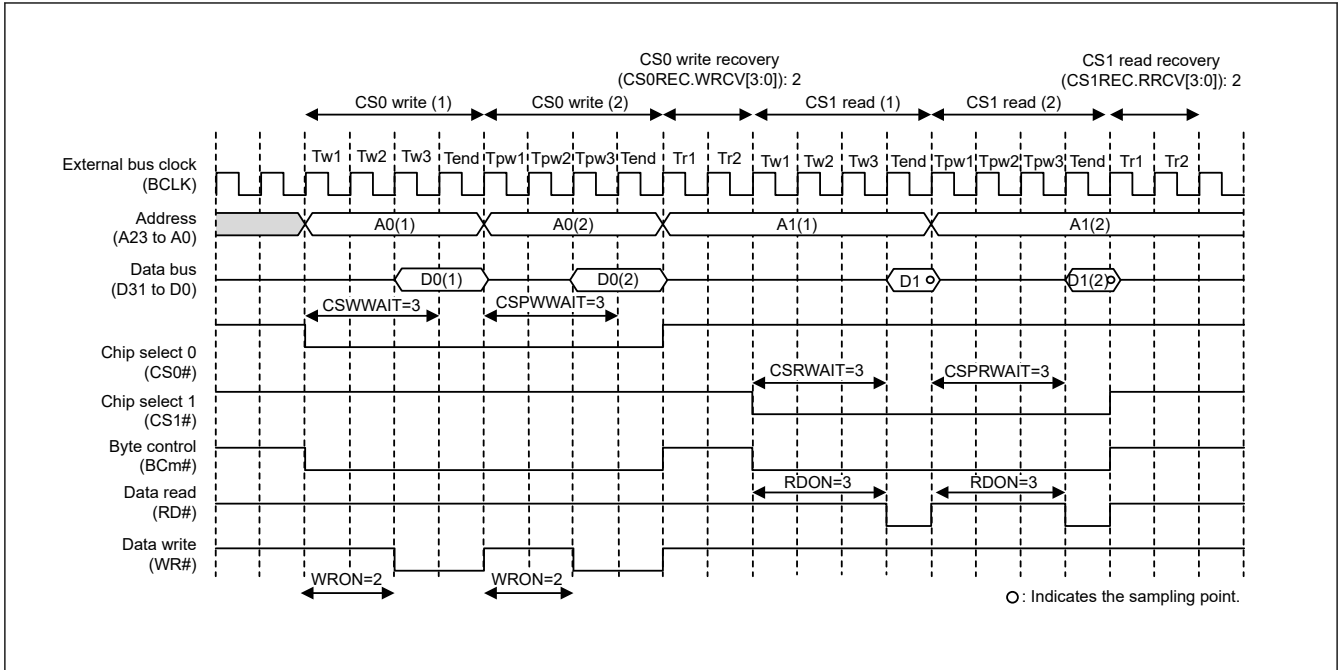 CS0 write recovery
(CS0REC.WRCV[3:0]): 2
CS1 read recovery
(CS1REC.RRCV[3:0]): 2
CS0 write (1) CS0 write (2) CS1 read (1) CS1 read (2)
Tw1 Tw2 Tw3 Tend Tpw1 Tpw2 Tpw3 Tend Tr1 Tr2 Tw1 Tw2 Tw3 Tend Tpw1 Tpw2 Tpw3 Tend Tr1 Tr2
External bus clock
(BCLK)
Address
(A23 to A0)
A0(1) A0(2) A1(1) A1(2)
Data bus
(D31 to D0)
D0(1) D0(2) D1 D1(2)
CSWWAIT=3 CSPWWAIT=3
Chip select 0
(CS0#)
CSRWAIT=3 CSPRWAIT=3
Chip select 1
(CS1#)
Byte control
(BCm#)
RDON=3 RDON=3
Data read
(RD#)
Data write
(WR#)
WRON=2 WRON=2
: Indicates the sampling point.